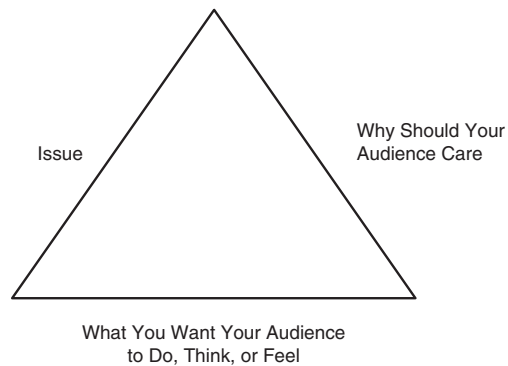 Issue
Why Should Your
Audience Care
What You Want Your Audience
to Do, Think, or Feel